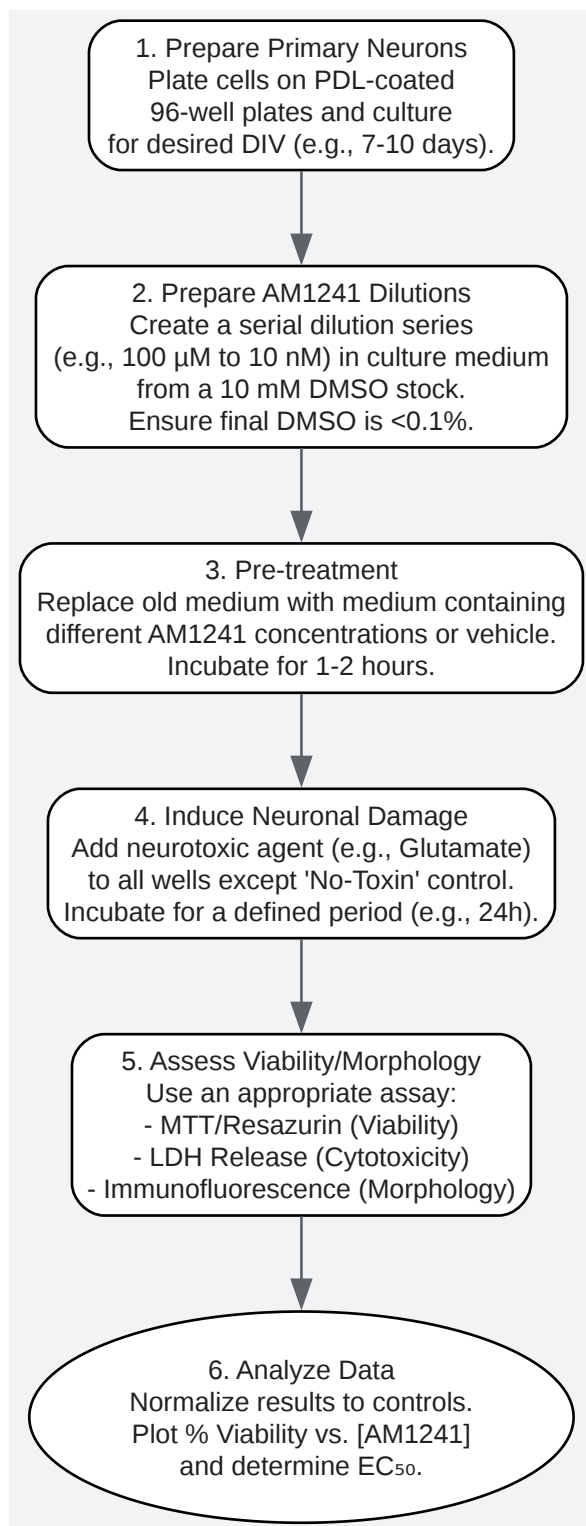 1. Prepare Primary Neurons
Plate cells on PDL-coated
96-well plates and culture
for desired DIV (e.g., 7-10 days).
2. Prepare AM1241 Dilutions
Create a serial dilution series
(e.g., 100 µM to 10 nM) in culture medium
from a 10 mM DMSO stock.
Ensure final DMSO is <0.1%.
3. Pre-treatment
Replace old medium with medium containing
different AM1241 concentrations or vehicle.
Incubate for 1-2 hours.
4. Induce Neuronal Damage
Add neurotoxic agent (e.g., Glutamate)
to all wells except 'No-Toxin' control.
Incubate for a defined period (e.g., 24h).
5. Assess Viability/Morphology
Use an appropriate assay:
- MTT/Resazurin (Viability)
- LDH Release (Cytotoxicity)
- Immunofluorescence (Morphology)
6. Analyze Data
Normalize results to controls.
Plot % Viability vs. [AM1241]
and determine EC₅₀.